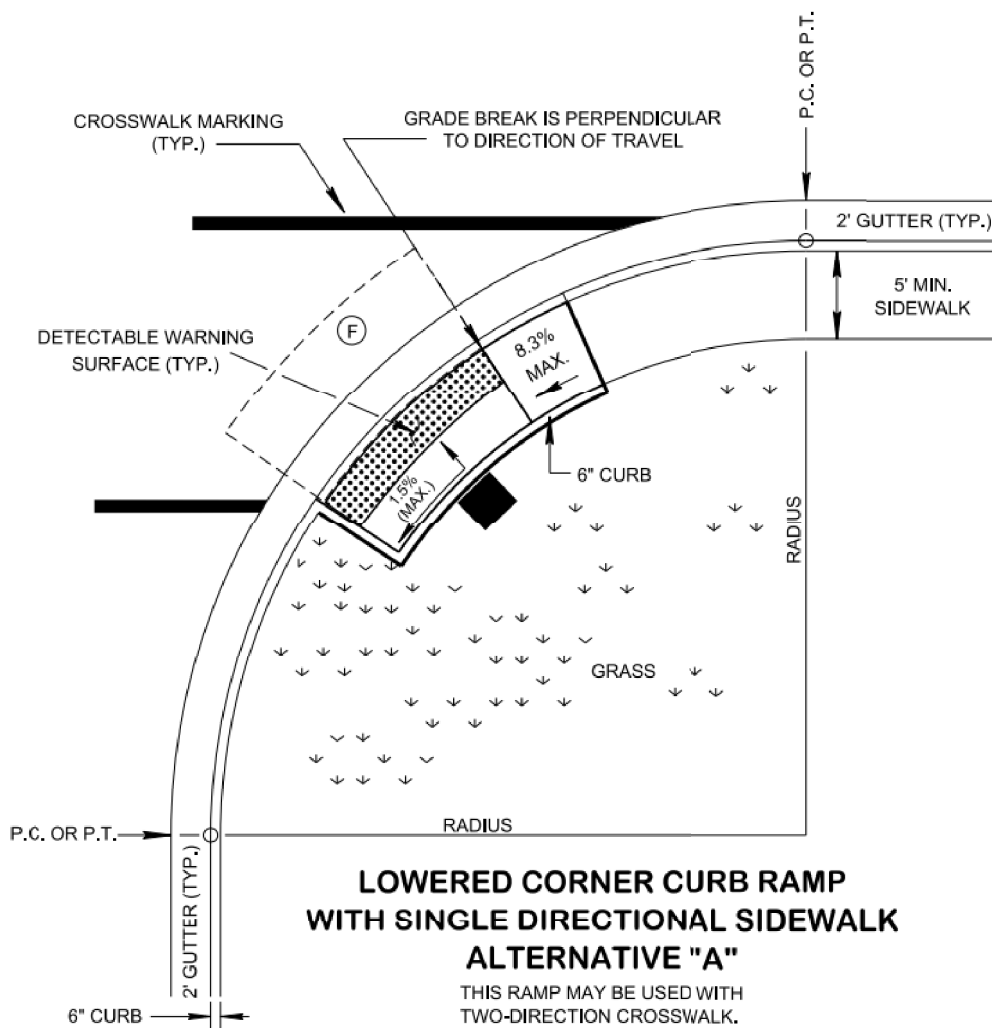 P.C. OR P.T.
CROSSWALK MARKING
(TYP.)
GRADE BREAK IS PERPENDICULAR
TO DIRECTION OF TRAVEL
2' GUTTER (TYP.)
5' MIN.
SIDEWALK
F
DETECTABLE WARNING
SURFACE (TYP.)
8.3%
MAX.
6" CURB
1.5%
(MAX.)
RADIUS
GRASS
P.C. OR P.T.
RADIUS
2' GUTTER (TYP.)
6" CURB
LOWERED CORNER CURB RAMP
WITH SINGLE DIRECTIONAL SIDEWALK
ALTERNATIVE "A"
THIS RAMP MAY BE USED WITH
TWO-DIRECTION CROSSWALK.